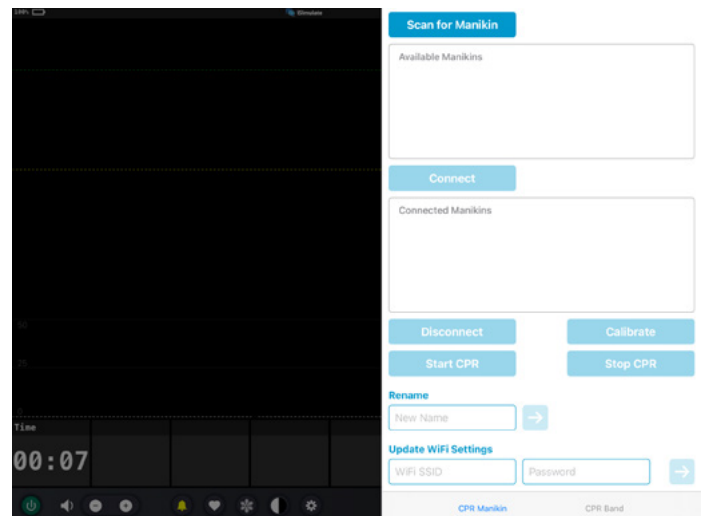 100%
Simulate
50
25
0
Time
00:07
Scan for Manikin
Available Manikins
Connect
Connected Manikins
Disconnect
Calibrate
Start CPR
Stop CPR
Rename
New Name
Update WiFi Settings
WiFi SSID
Password
CPR Manikin
CPR Band